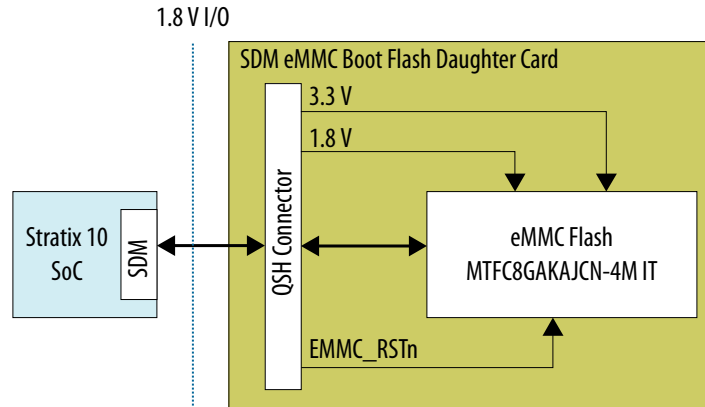 1.8 V I/O
SDM eMMC Boot Flash Daughter Card
3.3 V
1.8 V
QSH Connector
Stratix 10
SoC
SDM
eMMC Flash
MTFC8GAKAJCN-4M IT
EMMC_RSTn